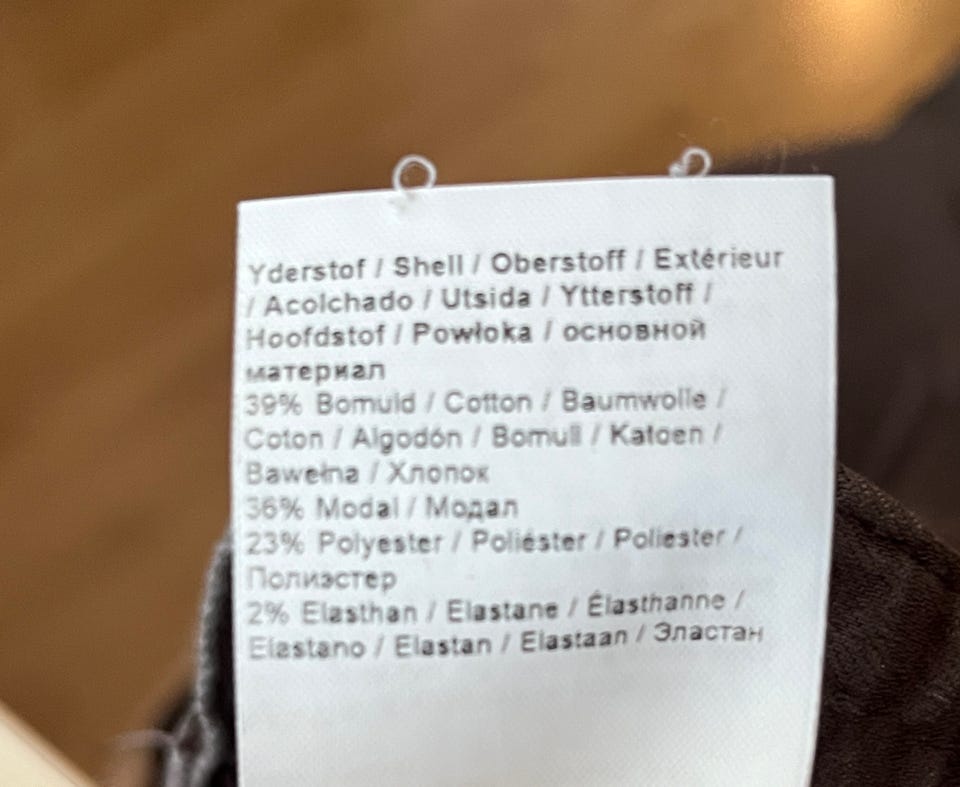 Yderstof / Shell / Oberstoff / Extérieur
/ Acolchado / Utsida / Ytterstoff /
Hoofdstof / Powłoka / основной
материал
39% Bomuld / Cotton / Baumwolle /
Coton / Algodón / Bomull / Katoen /
Bawełna / Хлопок
36% Modal / Модал
23% Polyester / Poliéster / Poliester /
Полиэстер
2% Elasthan / Elastane / Élasthanne /
Elastano / Elastan / Elastaan / Эластан